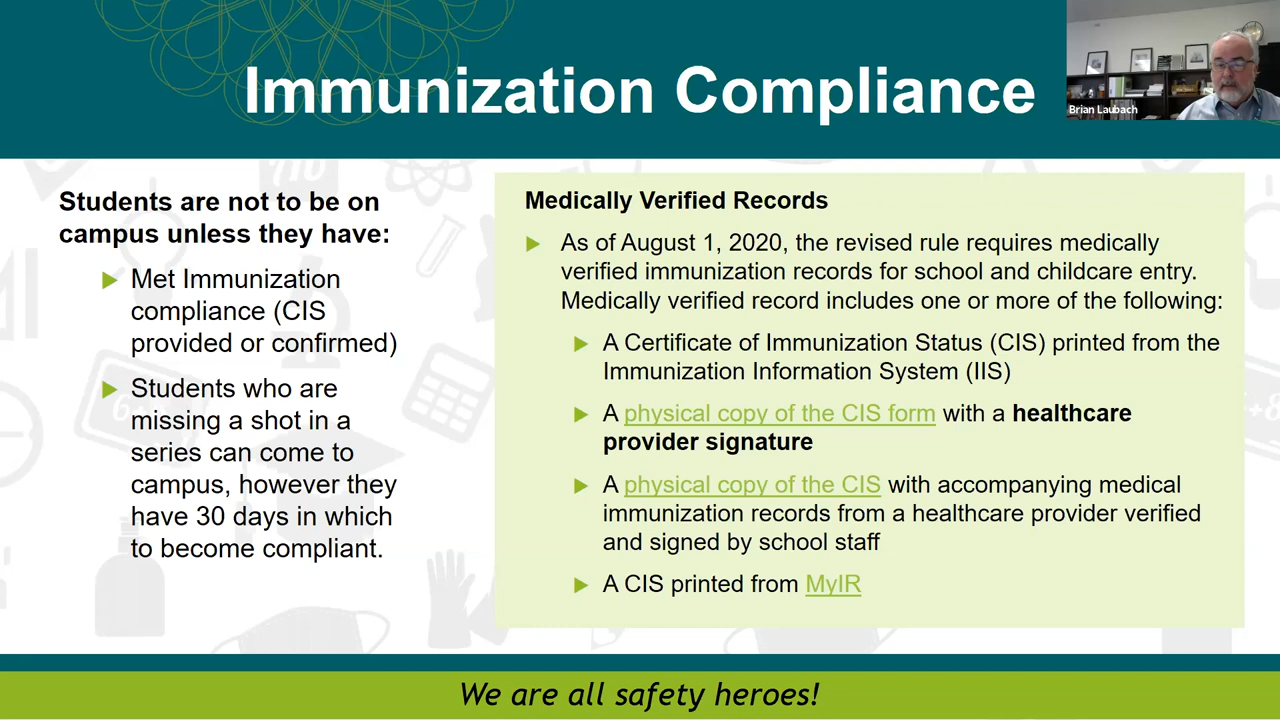 Immunization Compliance
Brian Laubach
Students are not to be on
campus unless they have:
Met Immunization
compliance (CIS
provided or confirmed)
Students who are
missing a shot in a
series can come to
campus, however they
have 30 days in which
to become compliant.
Medically Verified Records
As of August 1, 2020, the revised rule requires medically
verified immunization records for school and childcare entry.
Medically verified record includes one or more of the following:
A Certificate of Immunization Status (CIS) printed from the
Immunization Information System (IIS)
A physical copy of the CIS form with a healthcare
provider signature
A physical copy of the CIS with accompanying medical
immunization records from a healthcare provider verified
and signed by school staff
A CIS printed from MyIR
We are all safety heroes!